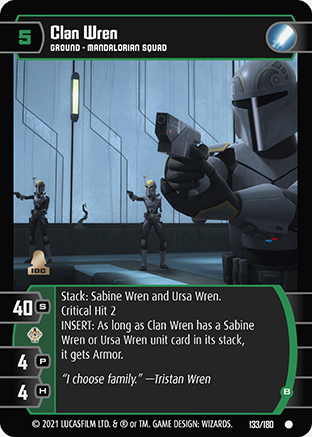 5
Clan Wren
GROUND - MANDALORIAN SQUAD
IDC
40 S
Stack: Sabine Wren and Ursa Wren.
Critical Hit 2
INSERT: As long as Clan Wren has a Sabine
Wren or Ursa Wren unit card in its stack,
it gets Armor.
4 P
4 H
“I choose family.” —Tristan Wren
B
© 2021 LUCASFILM LTD. & ® or TM. GAME DESIGN: WIZARDS.
133/180